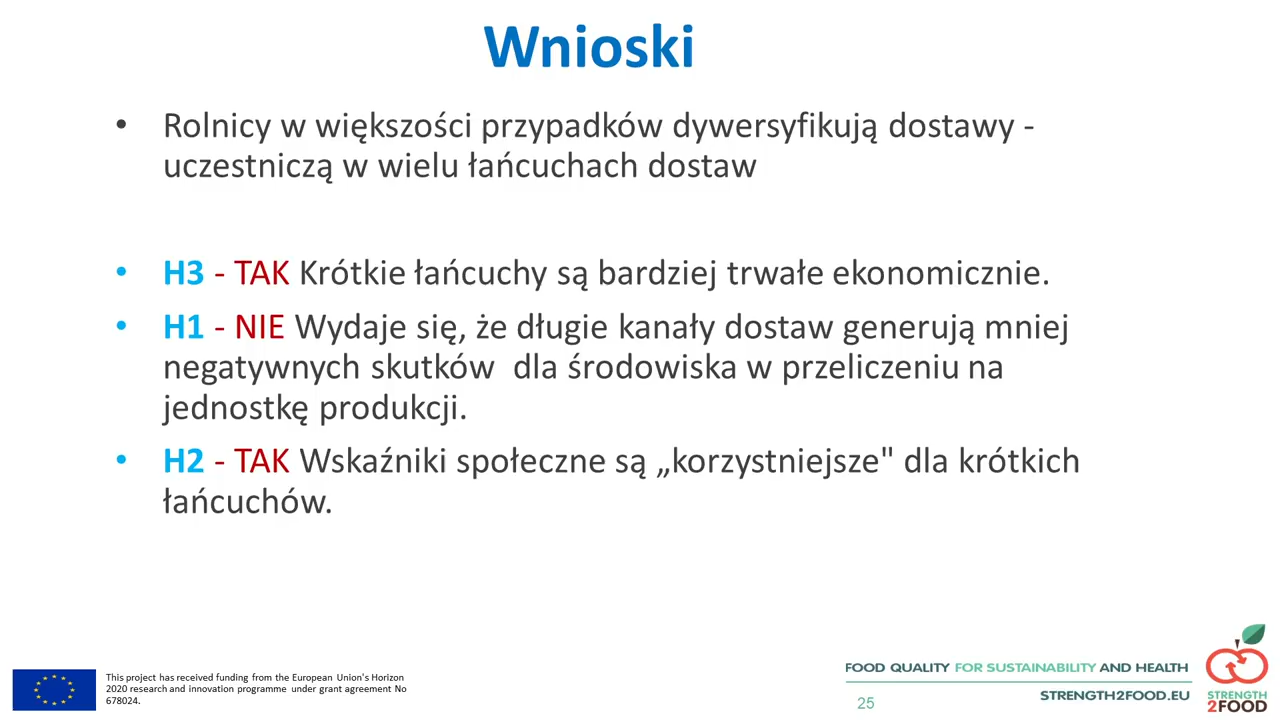 Wnioski
• Rolnicy w większości przypadków dywersyfikują dostawy -
uczestniczą w wielu łańcuchach dostaw
• H3 - TAK Krótkie łańcuchy są bardziej trwałe ekonomicznie.
• H1 - NIE Wydaje się, że długie kanały dostaw generują mniej
negatywnych skutków dla środowiska w przeliczeniu na
jednostkę produkcji.
• H2 - TAK Wskaźniki społeczne są „korzystniejsze" dla krótkich
łańcuchów.
This project has received funding from the European Union's Horizon
2020 research and innovation programme under grant agreement No
678024.
FOOD QUALITY FOR SUSTAINABILITY AND HEALTH
STRENGTH2FOOD.EU
25
STRENGTH
2FOOD